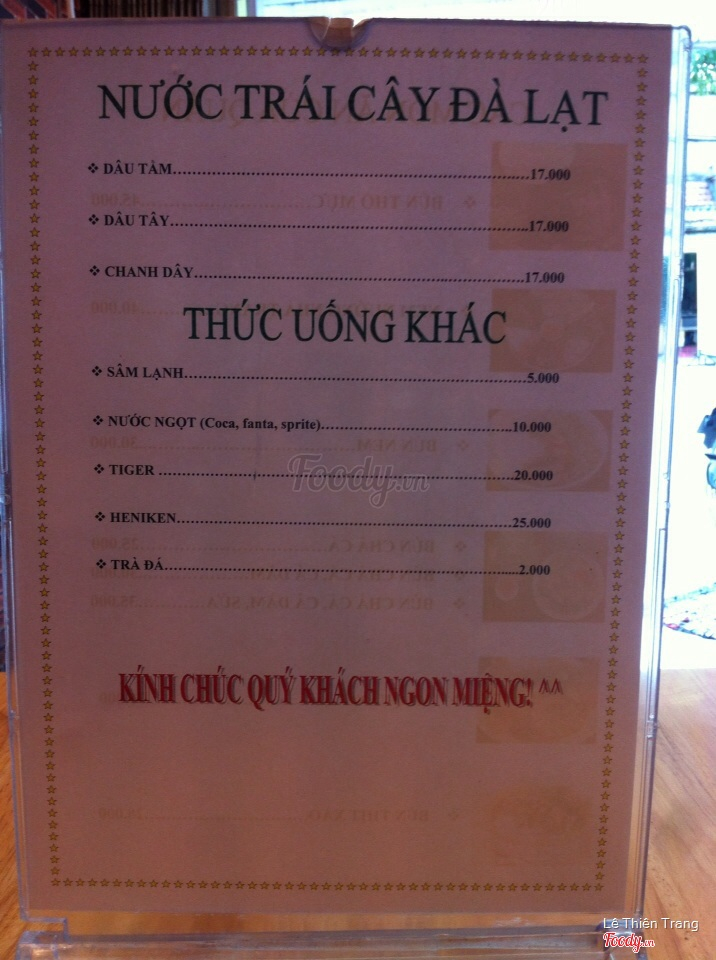 NƯỚC TRÁI CÂY ĐÀ LẠT
❖ DÂU TẰM.....17.000
❖ DÂU TÂY.....17.000
❖ CHANH DÂY.....17.000
THỨC UỐNG KHÁC
❖ SÂM LẠNH.....5.000
❖ NƯỚC NGỌT (Coca, fanta, sprite).....10.000
❖ TIGER .....20.000
❖ HENIKEN.....25.000
❖ TRÀ ĐÁ.....2.000
KÍNH CHÚC QUÝ KHÁCH NGON MIỆNG! ^^
Foody.vn
Lê Thiên Trang
Foody.vn